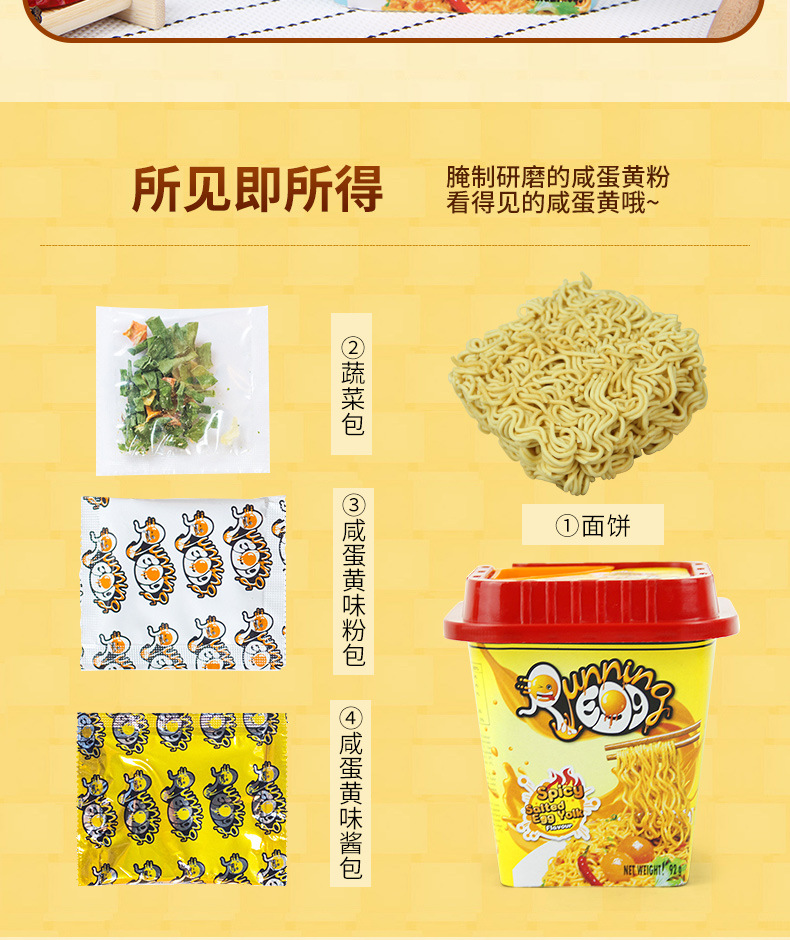 所见即所得
腌制研磨的咸蛋黄粉
看得见的咸蛋黄哦~
②蔬菜包
①面饼
③咸蛋黄味粉包
④咸蛋黄味酱包
Running
Egg
Spicy
Salted
Egg Yolk
Flavour
NET WEIGHT: 92g